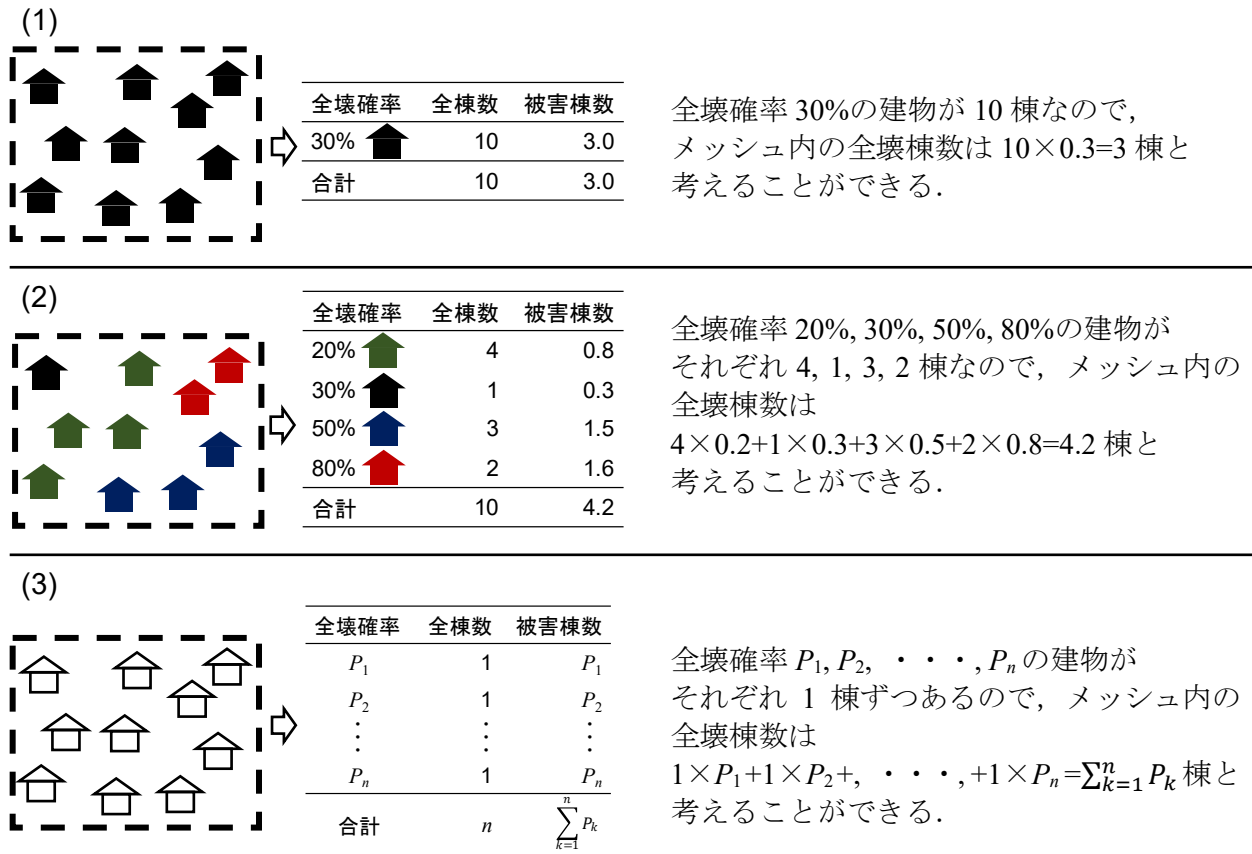 (1)
全壊確率 全棟数 被害棟数
30% 10 3.0
合計 10 3.0
全壊確率 30%の建物が 10 棟なので，
メッシュ内の全壊棟数は 10×0.3=3 棟と
考えることができる．
(2)
全壊確率 全棟数 被害棟数
20% 4 0.8
30% 1 0.3
50% 3 1.5
80% 2 1.6
合計 10 4.2
全壊確率 20%, 30%, 50%, 80%の建物が
それぞれ 4, 1, 3, 2 棟なので，メッシュ内の
全壊棟数は
4×0.2+1×0.3+3×0.5+2×0.8=4.2 棟と
考えることができる．
(3)
全壊確率 全棟数 被害棟数
P₁ 1 P₁
P₂ 1 P₂
⋮ ⋮ ⋮
Pₙ 1 Pₙ
合計 n ∑_{k=1}^{n} P_k
全壊確率 P₁, P₂, ・・・, Pₙ の建物が
それぞれ 1 棟ずつあるので，メッシュ内の
全壊棟数は
1×P₁+1×P₂+, ・・・, +1×Pₙ=∑_{k=1}^{n} P_k 棟と
考えることができる．